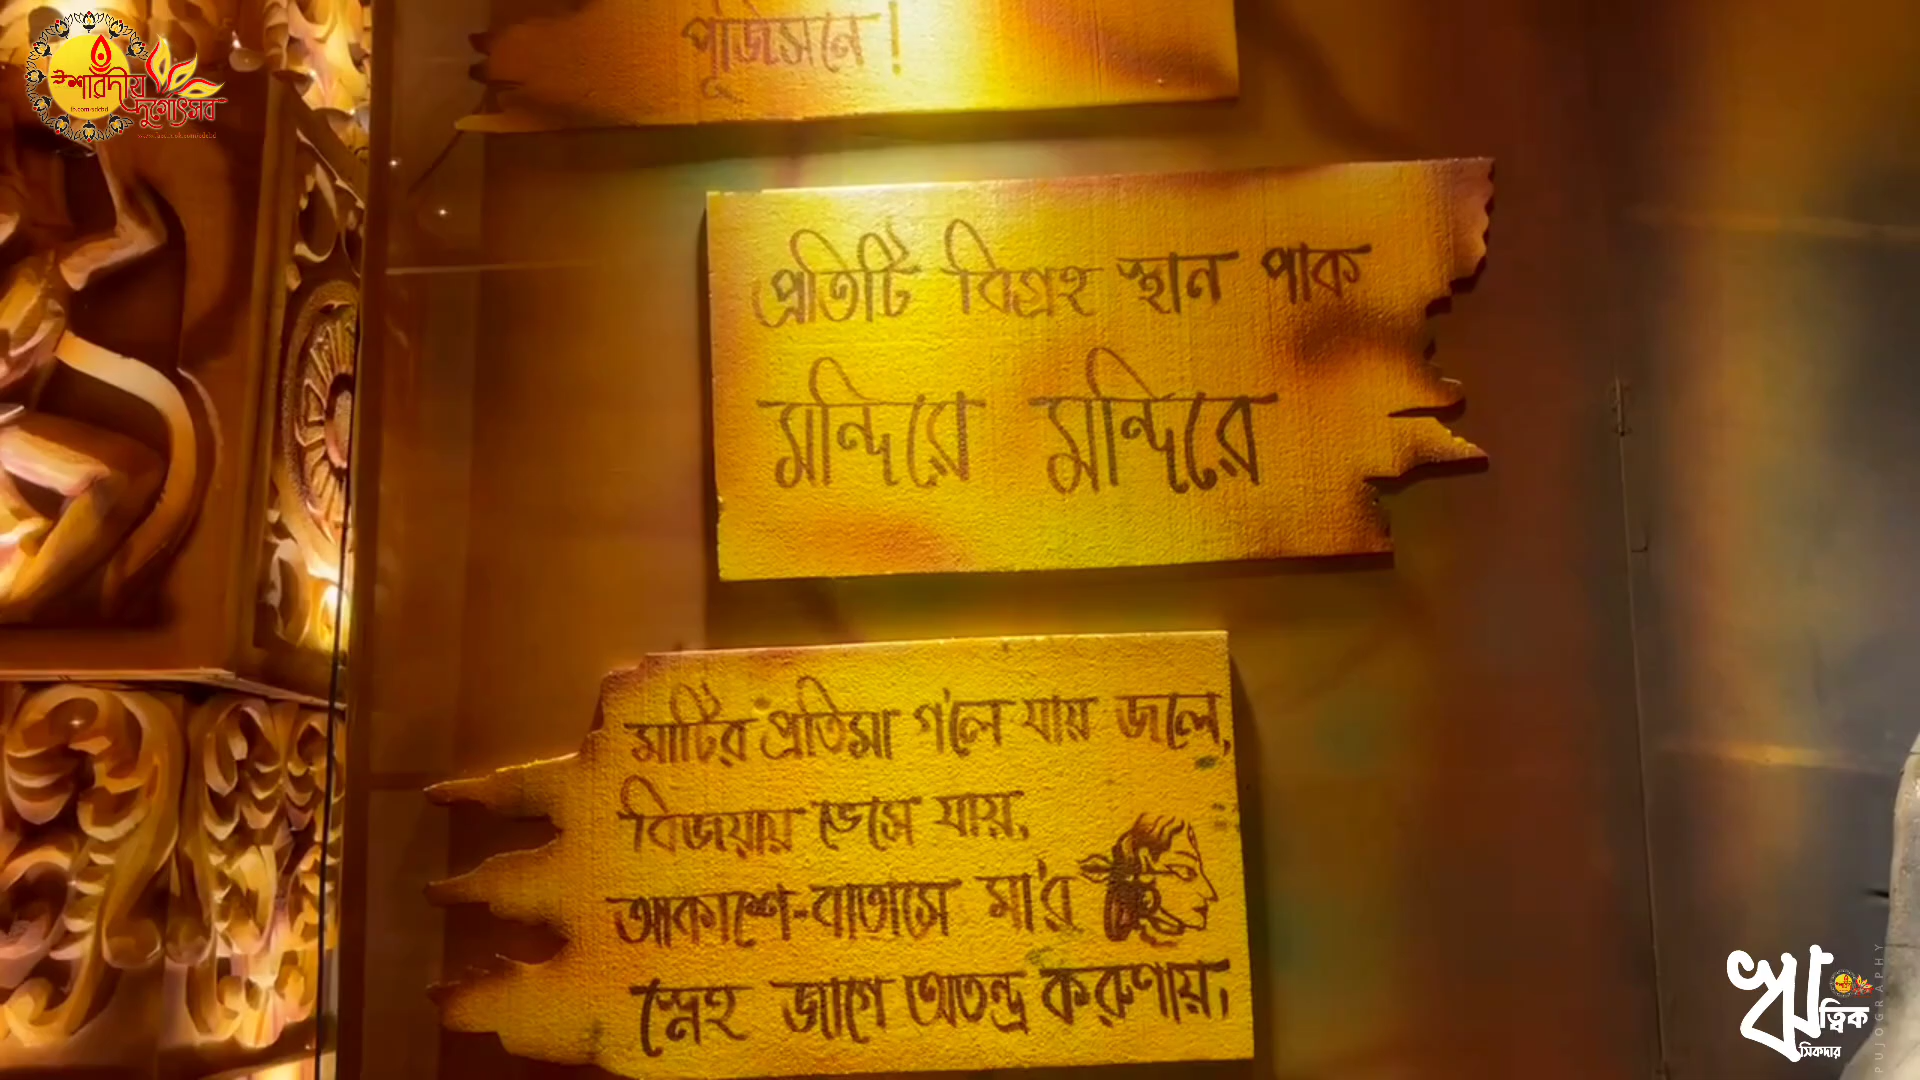 শারদীয়
দুর্গোৎসব
পূজিসনে!
প্রতিটি বিগ্রহ স্থান পাক
মন্দিরে মন্দিরে
মাটির প্রতিমা গ'লে যায় জলে,
বিজয়ায় ভেসে যায়,
আকাশে-বাতাসে মা'র
স্নেহ জাগে অতন্দ্র করুণায়।
ঋত্বিক
সিকদার
PUJOGRAPHY